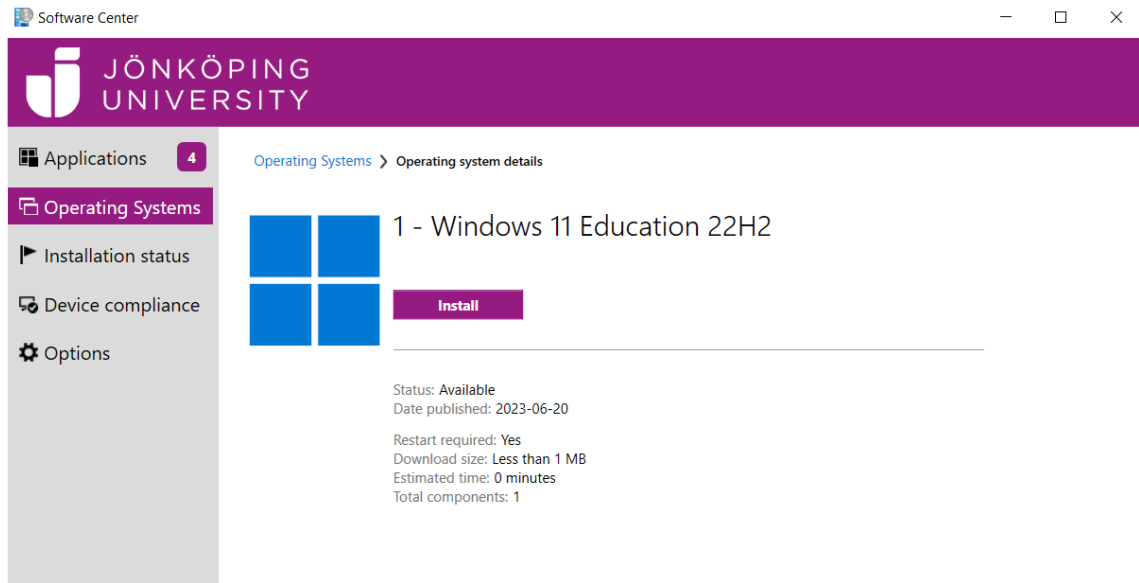 Software Center
JÖNKÖPING
UNIVERSITY
Applications 4
Operating Systems
Installation status
Device compliance
Options
Operating Systems ❯ Operating system details
1 - Windows 11 Education 22H2
Install
Status: Available
Date published: 2023-06-20
Restart required: Yes
Download size: Less than 1 MB
Estimated time: 0 minutes
Total components: 1